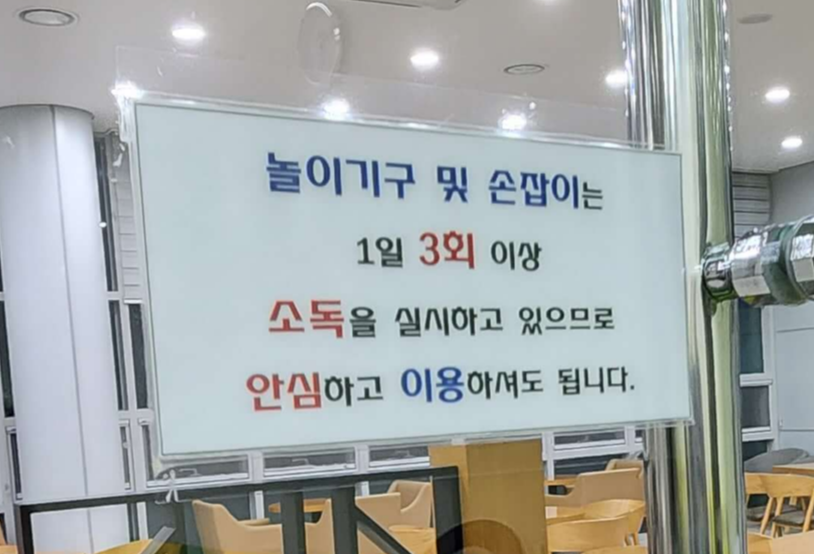 놀이기구 및 손잡이는
1일 3회 이상
소독을 실시하고 있으므로
안심하고 이용하셔도 됩니다.